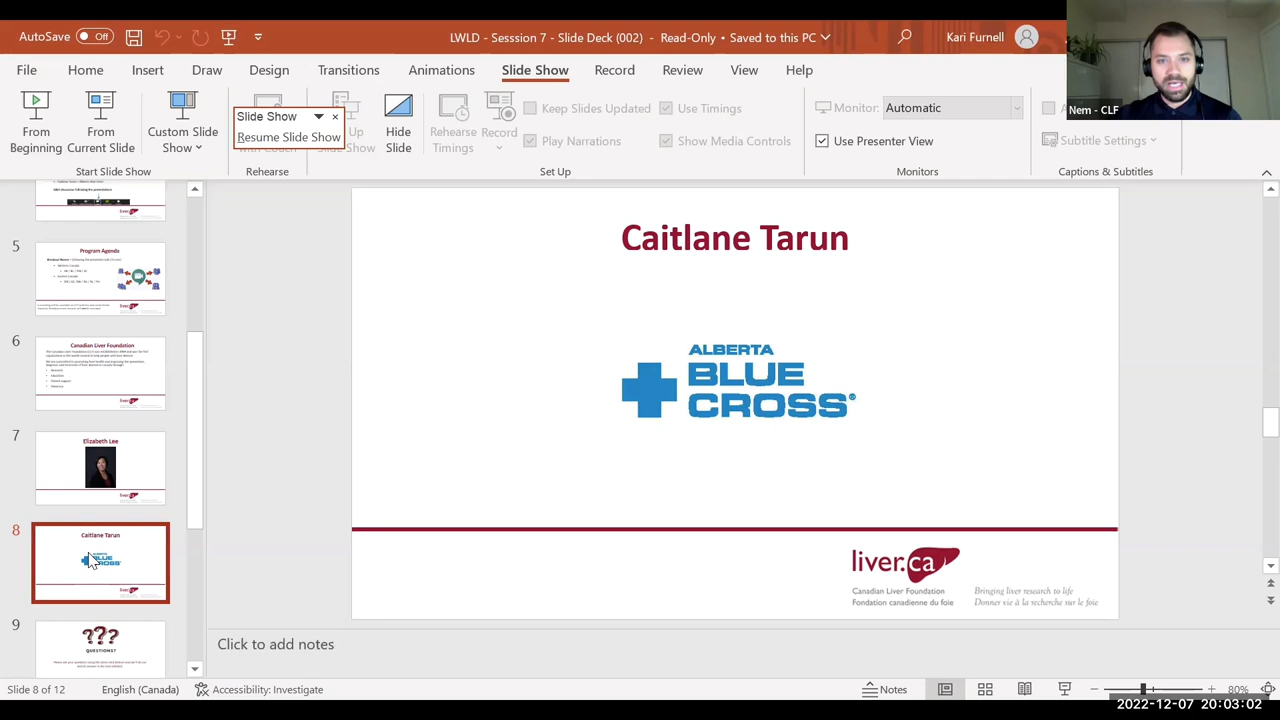 AutoSave Off
LWLD - Sesssion 7 - Slide Deck (002) - Read-Only • Saved to this PC
Kari Furnell
Nem - CLF
File Home Insert Draw Design Transitions Animations Slide Show Record Review View Help
From Beginning
From Current Slide
Custom Slide Show
Slide Show
Resume Slide Show
Hide Slide
Rehearse Timings
Record
Keep Slides Updated
Play Narrations
Use Timings
Show Media Controls
Monitor: Automatic
Use Presenter View
Subtitle Settings
Start Slide Show
Rehearse
Set Up
Monitors
Captions & Subtitles
5
Program Agenda
6
Canadian Liver Foundation
7
Elizabeth Lee
8
Caitlane Tarun
ALBERTA
BLUE
CROSS
9
???
QUESTIONS?
Caitlane Tarun
ALBERTA
BLUE
CROSS®
liver.ca
Canadian Liver Foundation
Fondation canadienne du foie
Bringing liver research to life
Donner vie à la recherche sur le foie
Click to add notes
Slide 8 of 12
English (Canada)
Accessibility: Investigate
Notes
80%
2022-12-07 20:03:02